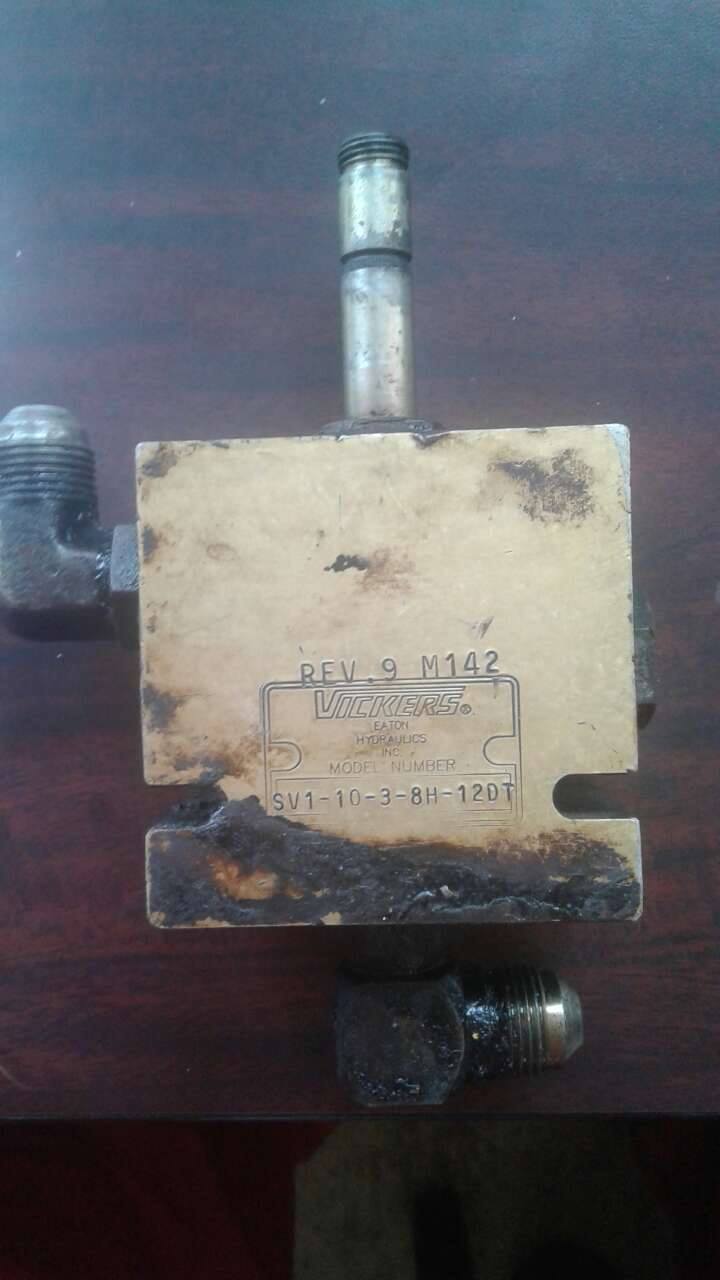 REV.9 M142
VICKERS®
EATON
HYDRAULICS
INC.
MODEL NUMBER
SV1-10-3-8H-12DT